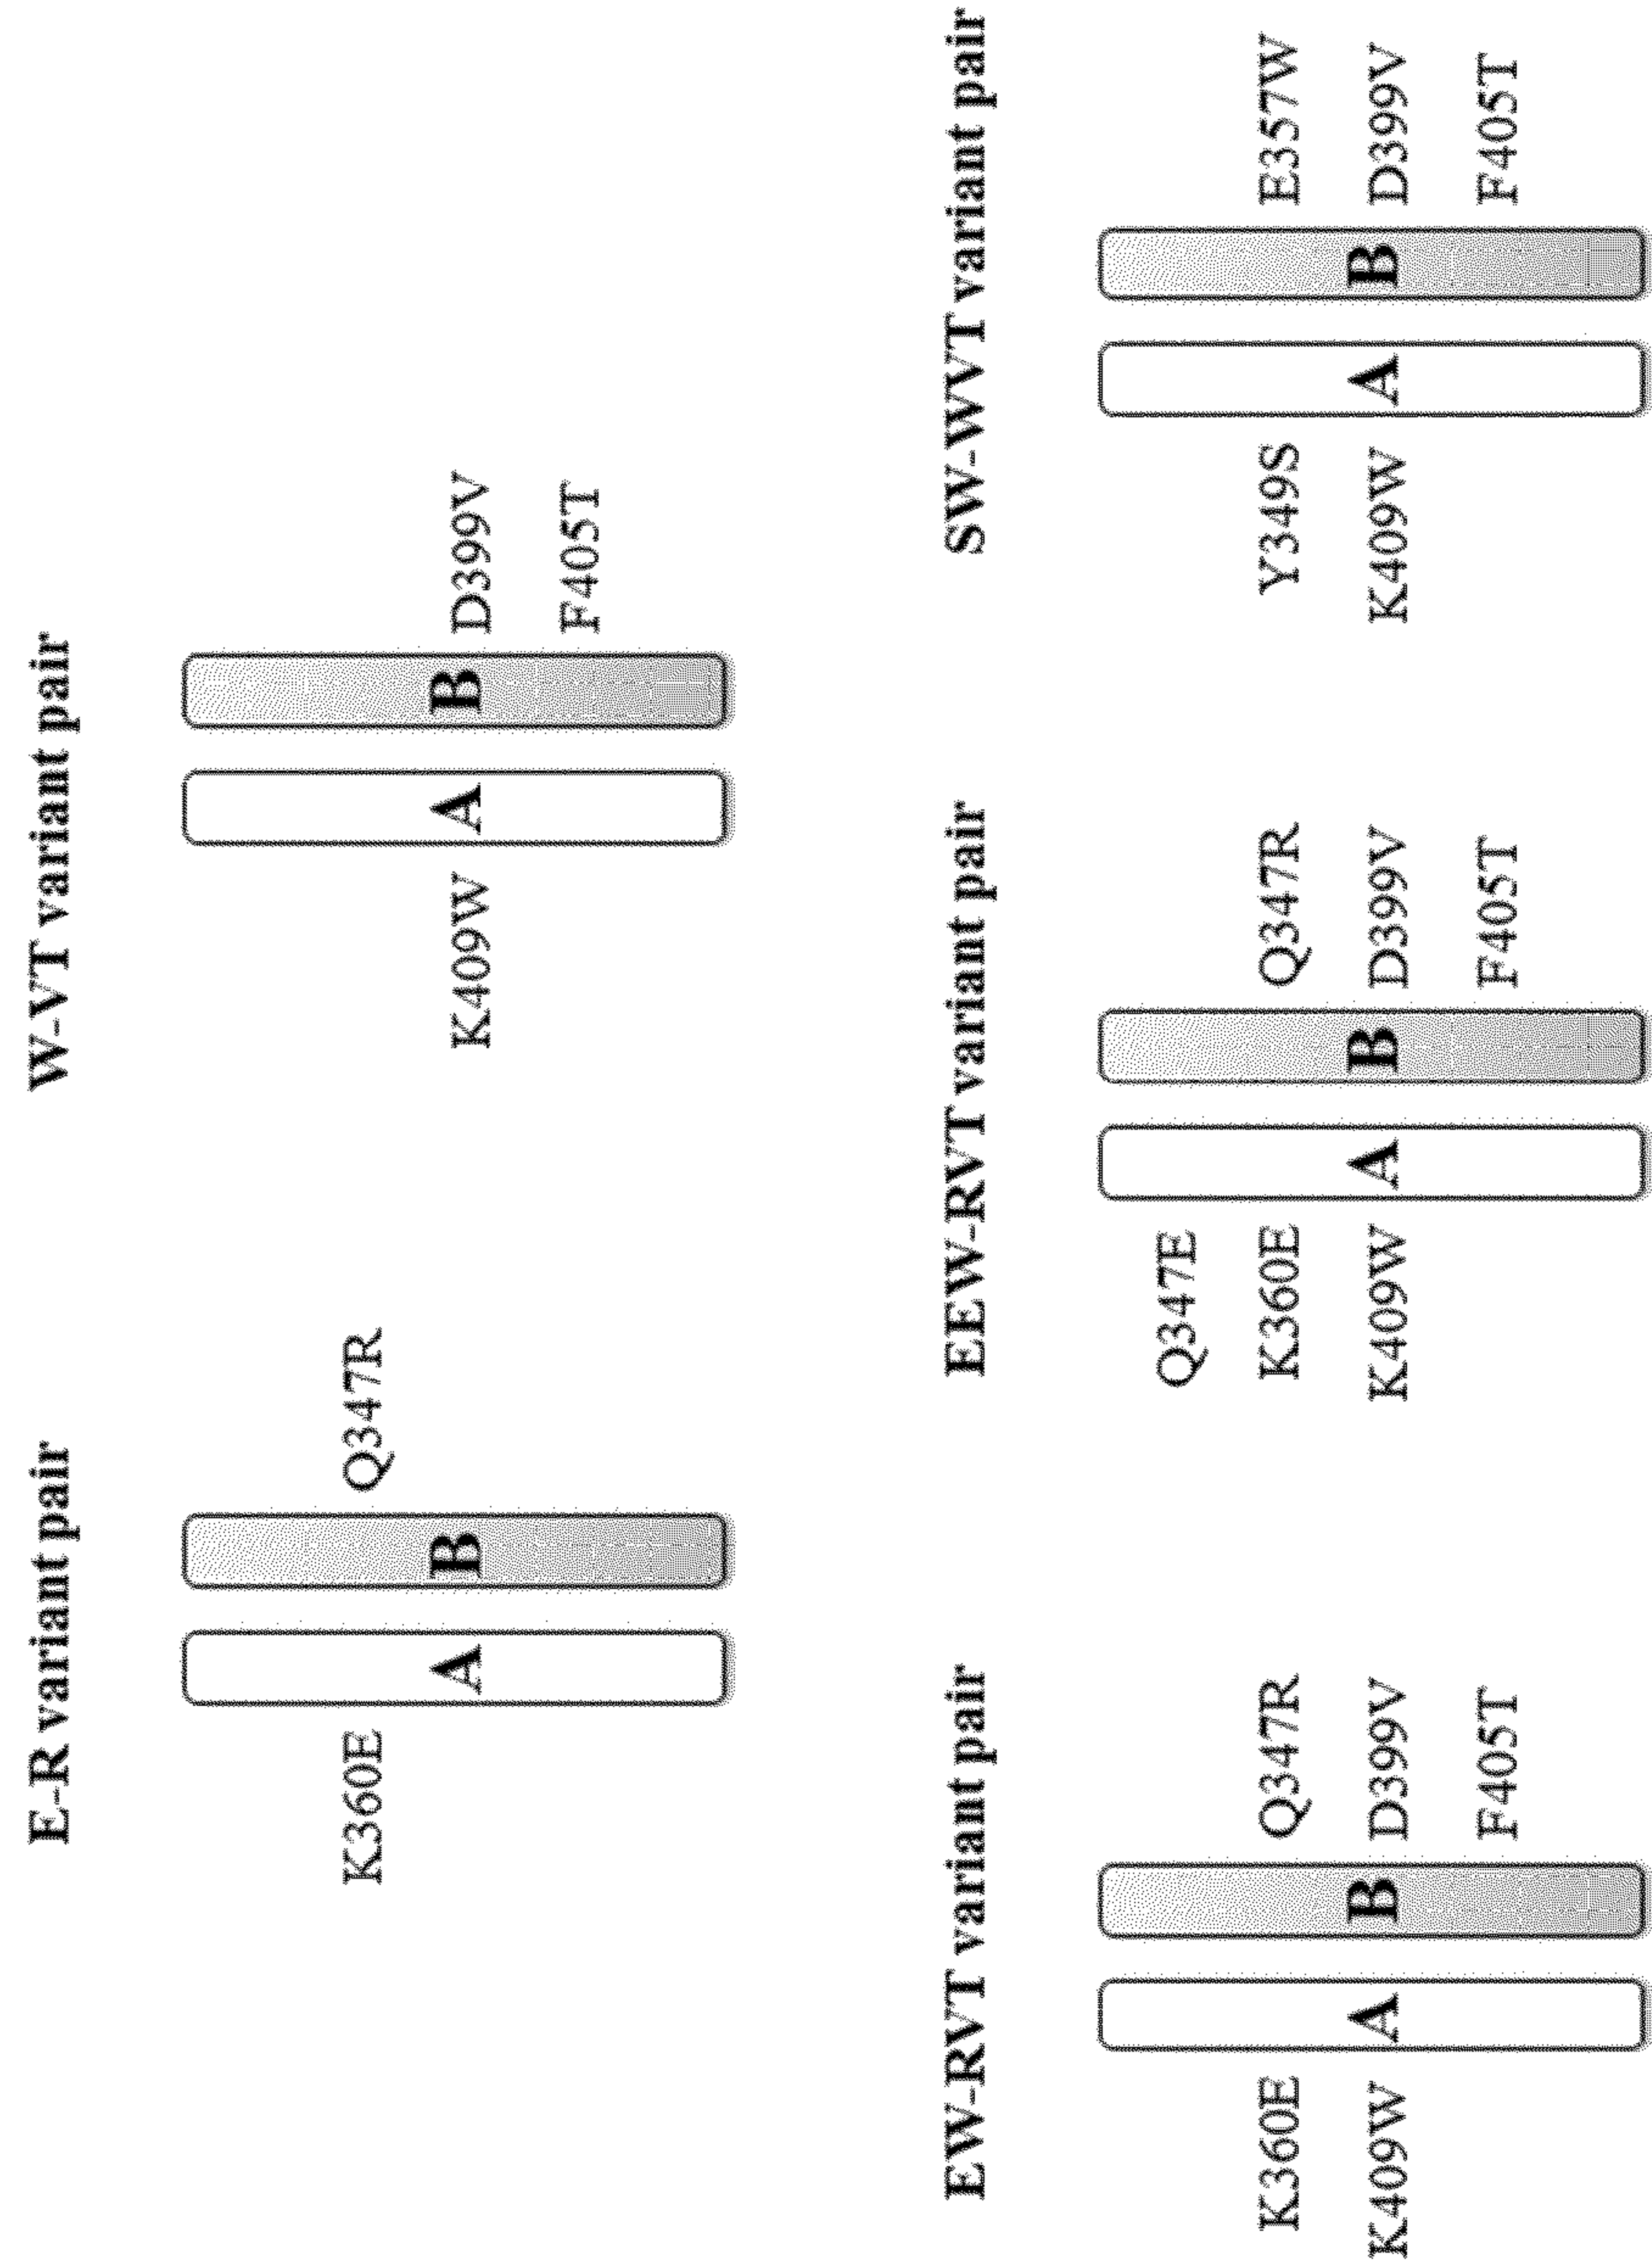 E-R variant pair
K360E
A
B
Q347R
W-VT variant pair
K409W
A
B
D399V
F405T
EW-RVT variant pair
K360E
K409W
A
B
Q347R
D399V
F405T
EEW-RVT variant pair
Q347E
K360E
K409W
A
B
Q347R
D399V
F405T
SW-WVT variant pair
Y349S
K409W
A
B
E357W
D399V
F405T